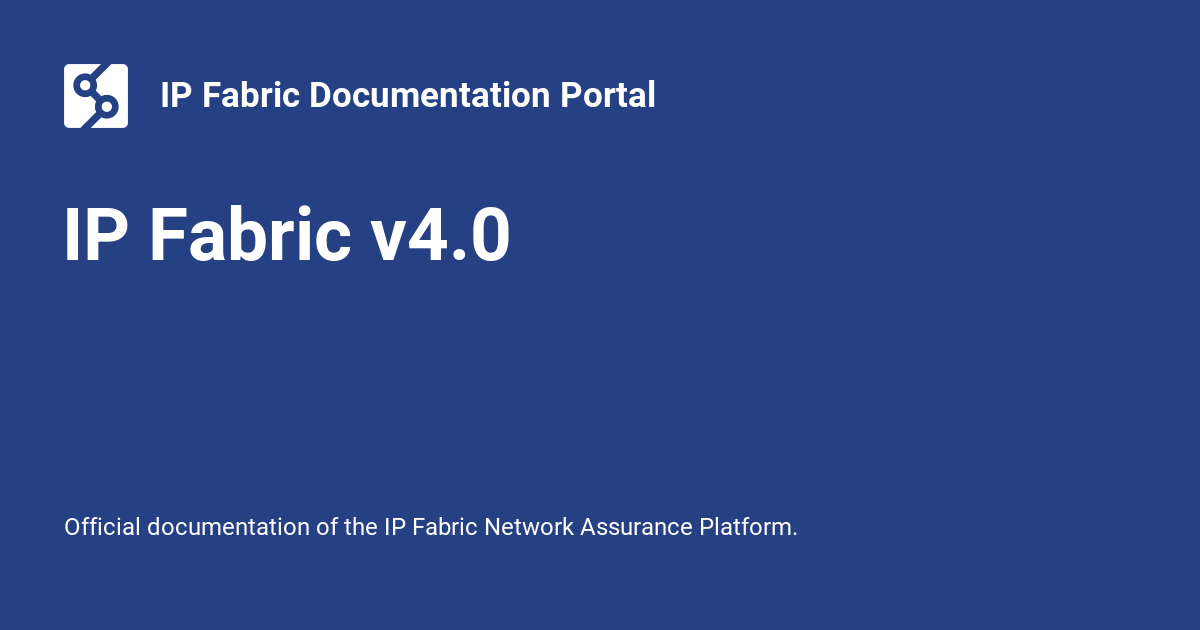 IP Fabric Documentation Portal
IP Fabric v4.0
Official documentation of the IP Fabric Network Assurance Platform.